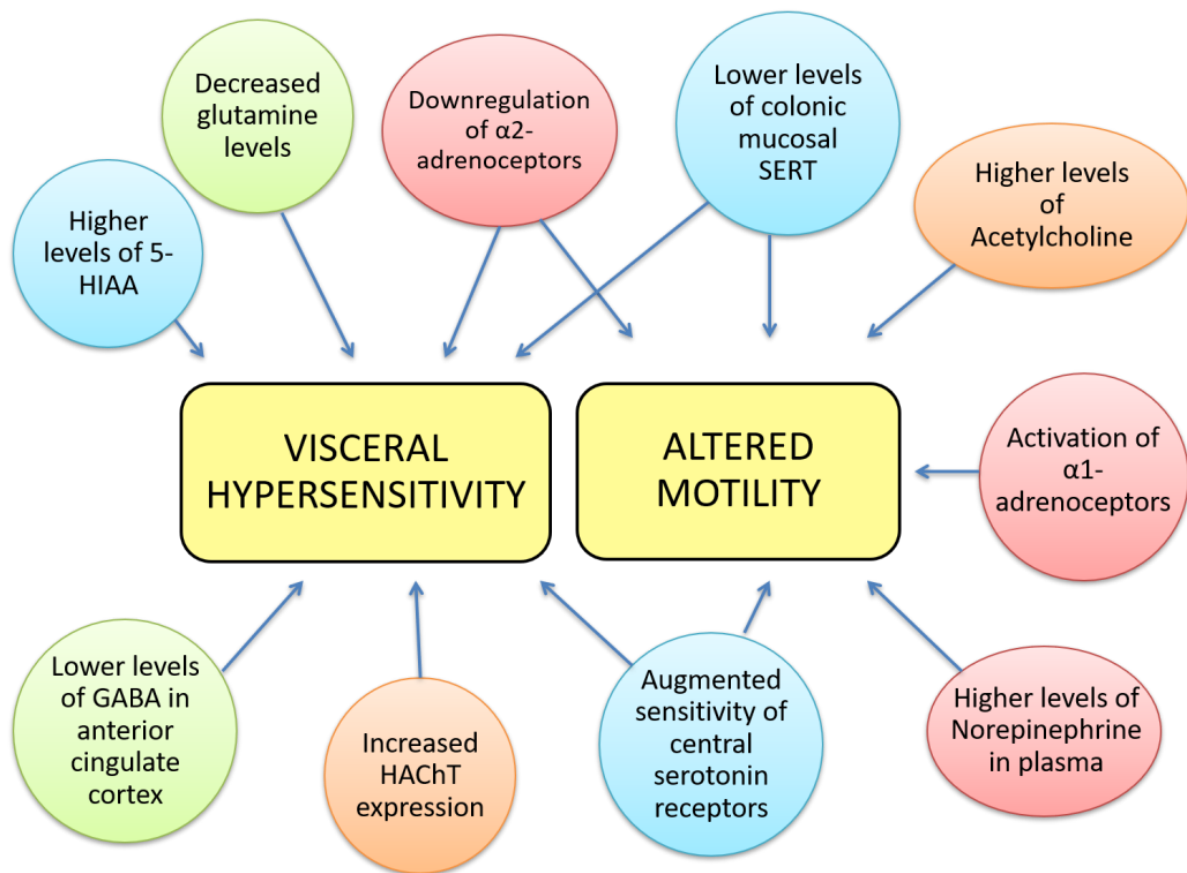 Decreased
glutamine
levels
Downregulation
of α2-
adrenoceptors
Lower levels
of colonic
mucosal
SERT
Higher levels
of
Acetylcholine
Higher
levels of 5-
HIAA
VISCERAL
HYPERSENSITIVITY
ALTERED
MOTILITY
Activation of
α1-
adrenoceptors
Lower levels
of GABA in
anterior
cingulate
cortex
Increased
HAChT
expression
Augmented
sensitivity of
central
serotonin
receptors
Higher levels of
Norepinephrine
in plasma